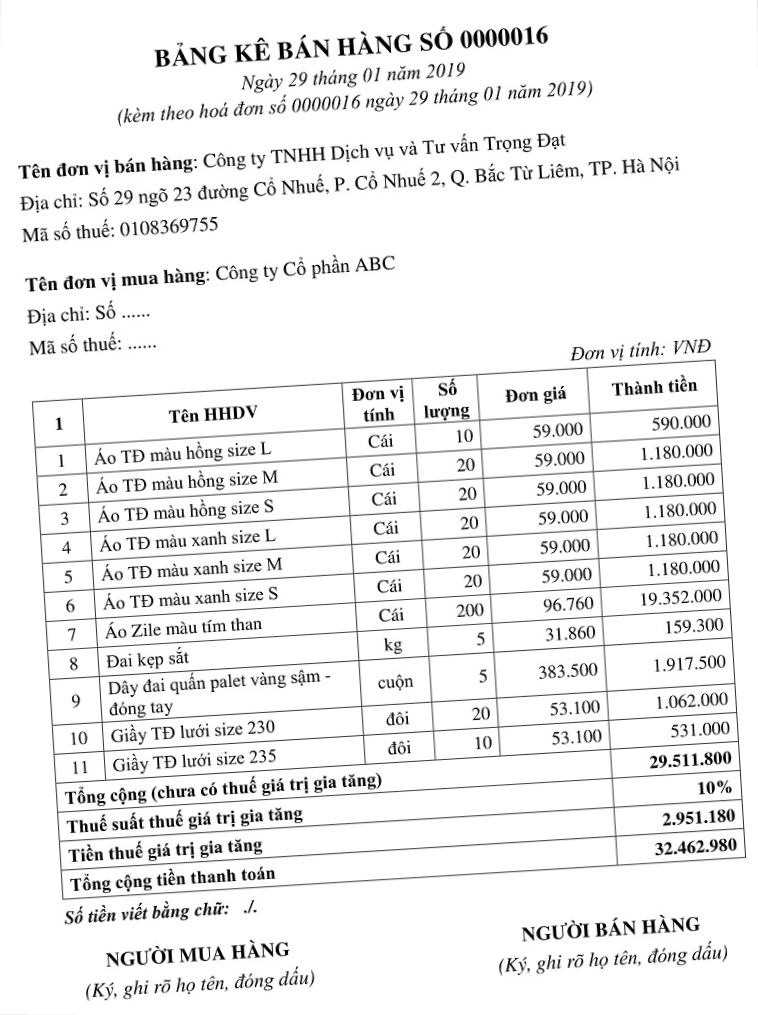 BẢNG KÊ BÁN HÀNG SỐ 0000016
Ngày 29 tháng 01 năm 2019
(kèm theo hoá đơn số 0000016 ngày 29 tháng 01 năm 2019)
Tên đơn vị bán hàng: Công ty TNHH Dịch vụ và Tư vấn Trọng Đạt
Địa chỉ: Số 29 ngõ 23 đường Cổ Nhuế, P. Cổ Nhuế 2, Q. Bắc Từ Liêm, TP. Hà Nội
Mã số thuế: 0108369755
Tên đơn vị mua hàng: Công ty Cổ phần ABC
Địa chỉ: Số ......
Mã số thuế: ......
Đơn vị tính: VNĐ
1 Tên HHDV Đơn vị tính Số lượng Đơn giá Thành tiền
1 Áo TĐ màu hồng size L Cái 10 59.000 590.000
2 Áo TĐ màu hồng size M Cái 20 59.000 1.180.000
3 Áo TĐ màu hồng size S Cái 20 59.000 1.180.000
4 Áo TĐ màu xanh size L Cái 20 59.000 1.180.000
5 Áo TĐ màu xanh size M Cái 20 59.000 1.180.000
6 Áo TĐ màu xanh size S Cái 20 59.000 1.180.000
7 Áo Zile màu tím than Cái 200 96.760 19.352.000
8 Đai kẹp sắt kg 5 31.860 159.300
9 Dây đai quấn palet vàng sậm - đóng tay cuộn 5 383.500 1.917.500
10 Giầy TĐ lưới size 230 đôi 20 53.100 1.062.000
11 Giầy TĐ lưới size 235 đôi 10 53.100 531.000
Tổng cộng (chưa có thuế giá trị gia tăng) 29.511.800
Thuế suất thuế giá trị gia tăng 10%
Tiền thuế giá trị gia tăng 2.951.180
Tổng cộng tiền thanh toán 32.462.980
Số tiền viết bằng chữ: ./.
NGƯỜI MUA HÀNG NGƯỜI BÁN HÀNG
(Ký, ghi rõ họ tên, đóng dấu) (Ký, ghi rõ họ tên, đóng dấu)